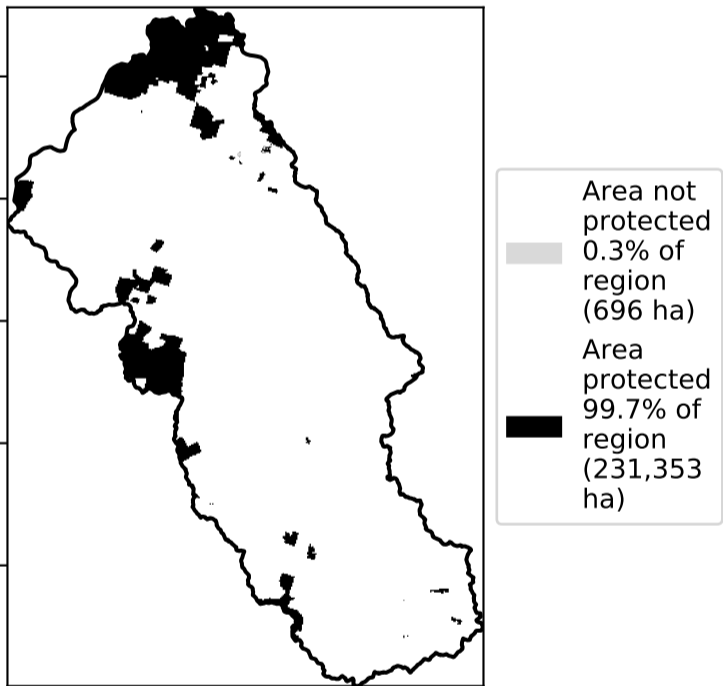 Area not
protected
0.3% of
region
(696 ha)
Area
protected
99.7% of
region
(231,353
ha)